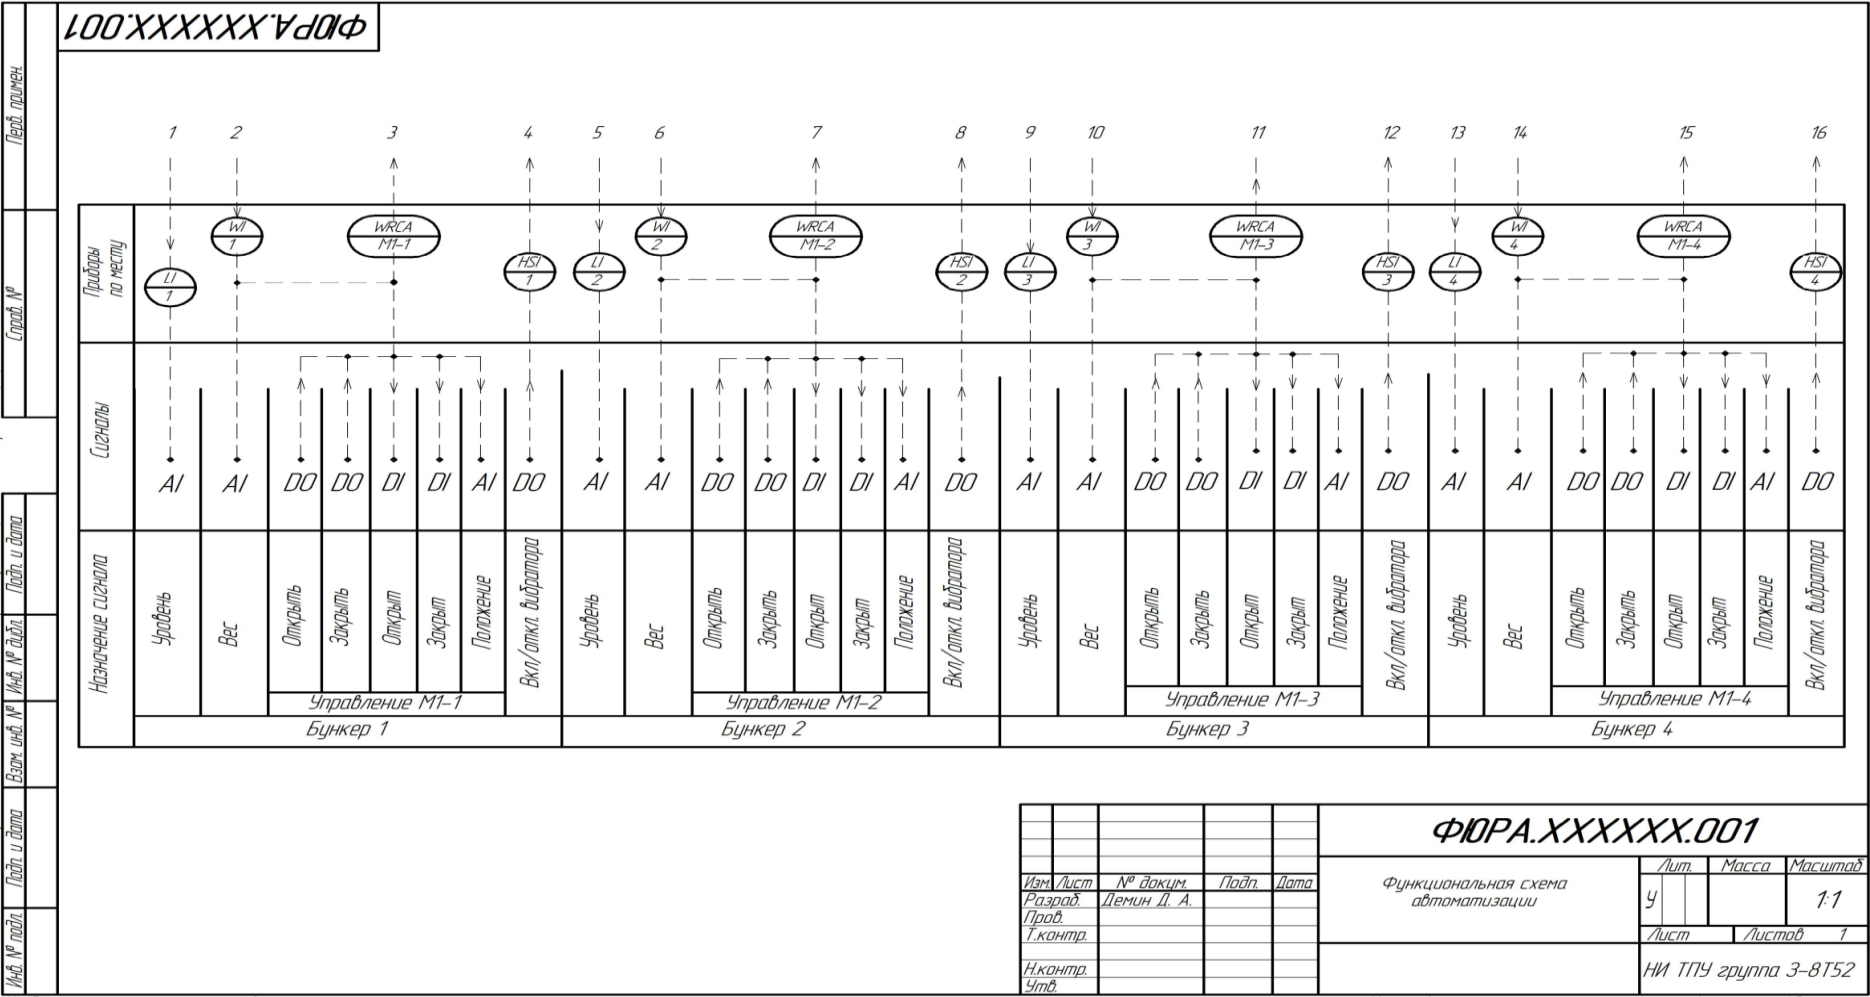 ФЮРА.XXXXXX.001
Перв. примен.
Справ. №
Подп. и дата
Инв. № дубл.
Взам. инв. №
Подп. и дата
Инв. № подл.
1 2 3 4 5 6 7 8 9 10 11 12 13 14 15 16
Приборы
по месту
LI
1
WI
1
WRCA
M1-1
HSI
1
LI
2
WI
2
WRCA
M1-2
HSI
2
LI
3
WI
3
WRCA
M1-3
HSI
3
LI
4
WI
4
WRCA
M1-4
HSI
4
Сигналы
AI AI DO DO DI DI AI DO AI AI DO DO DI DI AI DO AI AI DO DO DI DI AI DO AI AI DO DO DI DI AI DO
Назначение сигнала
Уровень
Вес
Открыть
Закрыть
Открыт
Закрыт
Положение
Вкл/откл. вибратора
Уровень
Вес
Открыть
Закрыть
Открыт
Закрыт
Положение
Вкл/откл. вибратора
Уровень
Вес
Открыть
Закрыть
Открыт
Закрыт
Положение
Вкл/откл. вибратора
Уровень
Вес
Открыть
Закрыть
Открыт
Закрыт
Положение
Вкл/откл. вибратора
Управление М1-1
Управление М1-2
Управление М1-3
Управление М1-4
Бункер 1
Бункер 2
Бункер 3
Бункер 4
ФЮРА.XXXXXX.001
Изм. Лист № докум. Подп. Дата
Разраб. Демин Д. А.
Пров.
Т.контр.
Н.контр.
Утв.
Функциональная схема
автоматизации
Лит. Масса Масштаб
У 1:1
Лист Листов 1
НИ ТПУ группа З-8Т52